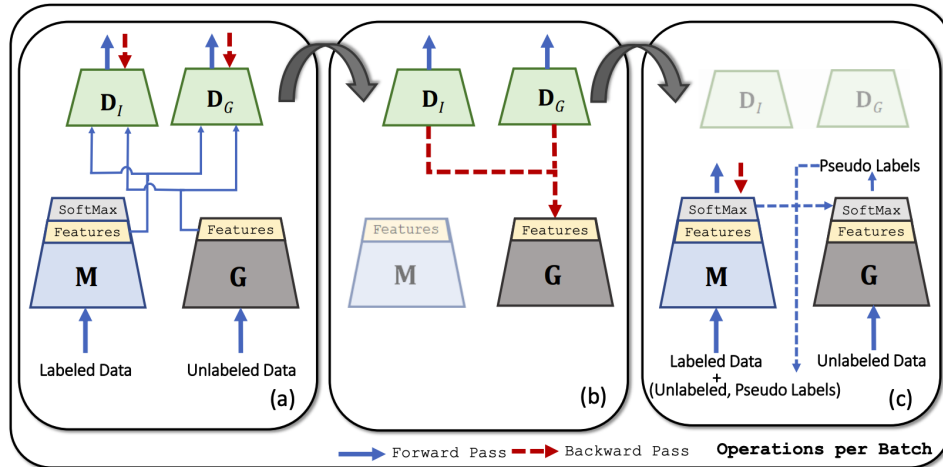 D_I
D_G
SoftMax
Features
M
Features
G
Labeled Data
Unlabeled Data
(a)
D_I
D_G
Features
M
Features
G
(b)
D_I
D_G
Pseudo Labels
SoftMax
Features
M
SoftMax
Features
G
Labeled Data
+
(Unlabeled, Pseudo Labels)
Unlabeled Data
(c)
Forward Pass
Backward Pass
Operations per Batch